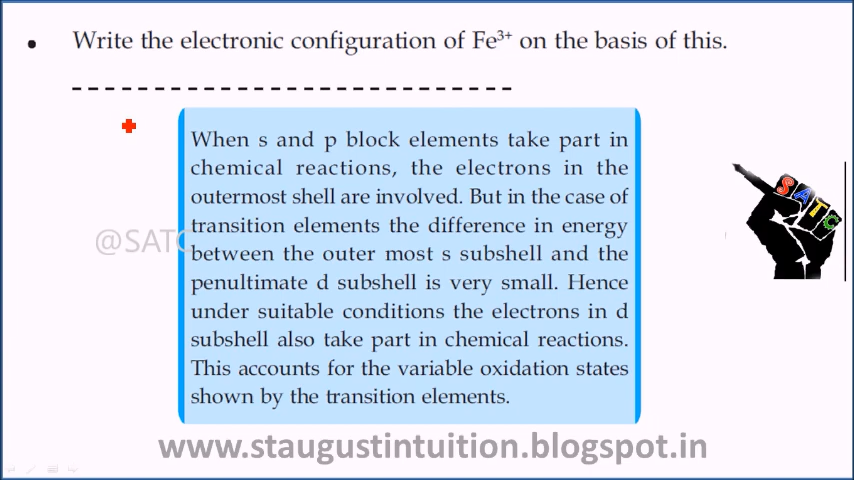 • Write the electronic configuration of Fe³⁺ on the basis of this.
When s and p block elements take part in
chemical reactions, the electrons in the
outermost shell are involved. But in the case of
transition elements the difference in energy
@SATC
between the outer most s subshell and the
penultimate d subshell is very small. Hence
under suitable conditions the electrons in d
subshell also take part in chemical reactions.
This accounts for the variable oxidation states
shown by the transition elements.
SATC
www.staugustintuition.blogspot.in